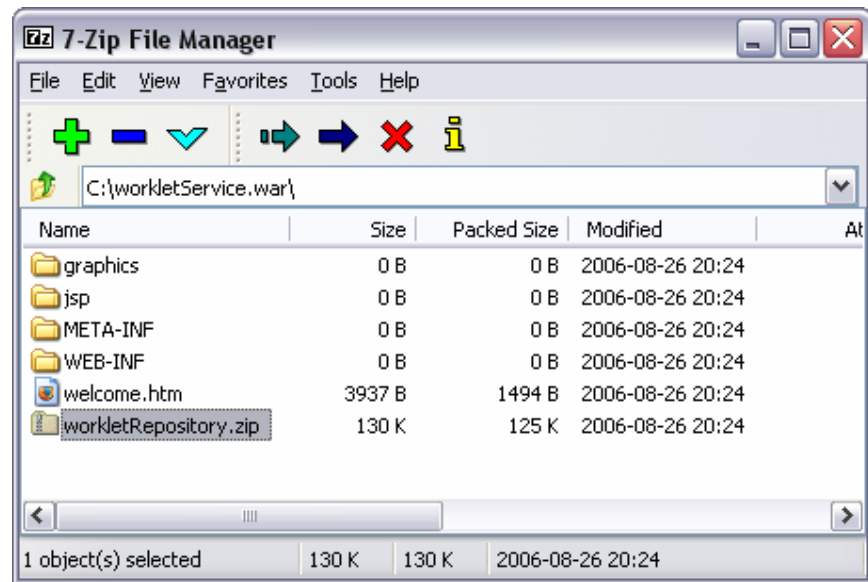 7z 7-Zip File Manager
File Edit View Favorites Tools Help
C:\workletService.war\
Name Size Packed Size Modified At
graphics 0 B 0 B 2006-08-26 20:24
jsp 0 B 0 B 2006-08-26 20:24
META-INF 0 B 0 B 2006-08-26 20:24
WEB-INF 0 B 0 B 2006-08-26 20:24
welcome.htm 3937 B 1494 B 2006-08-26 20:24
workletRepository.zip 130 K 125 K 2006-08-26 20:24
1 object(s) selected 130 K 130 K 2006-08-26 20:24